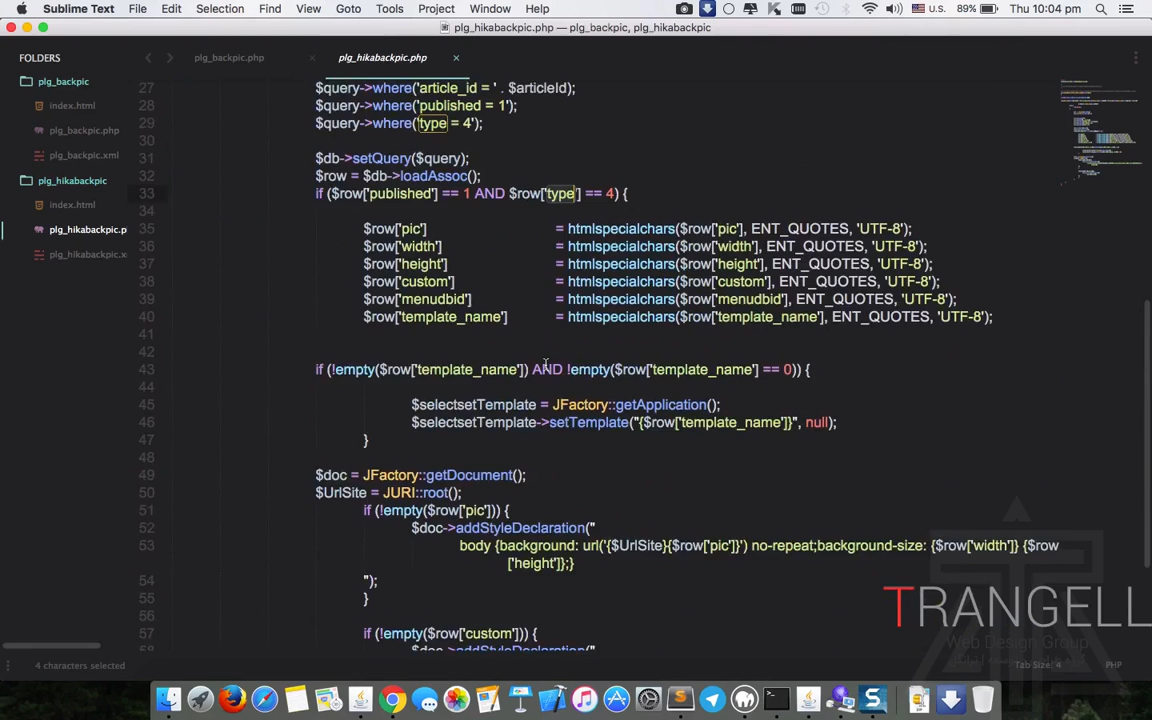 Sublime Text File Edit Selection Find View Goto Tools Project Window Help U.S. 89% Thu 10:04 pm
plg_hikabackpic.php — plg_backpic, plg_hikabackpic
FOLDERS
plg_backpic
index.html
plg_backpic.php
plg_backpic.xml
plg_hikabackpic
index.html
plg_hikabackpic.p
plg_hikabackpic.x
plg_backpic.php plg_hikabackpic.php
27 $query->where('article_id = ' . $articleId);
28 $query->where('published = 1');
29 $query->where('type = 4');
30
31 $db->setQuery($query);
32 $row = $db->loadAssoc();
33 if ($row['published'] == 1 AND $row['type'] == 4) {
34
35 $row['pic'] = htmlspecialchars($row['pic'], ENT_QUOTES, 'UTF-8');
36 $row['width'] = htmlspecialchars($row['width'], ENT_QUOTES, 'UTF-8');
37 $row['height'] = htmlspecialchars($row['height'], ENT_QUOTES, 'UTF-8');
38 $row['custom'] = htmlspecialchars($row['custom'], ENT_QUOTES, 'UTF-8');
39 $row['menudbid'] = htmlspecialchars($row['menudbid'], ENT_QUOTES, 'UTF-8');
40 $row['template_name'] = htmlspecialchars($row['template_name'], ENT_QUOTES, 'UTF-8');
41
42
43 if (!empty($row['template_name']) AND !empty($row['template_name'] == 0)) {
44
45 $selectsetTemplate = JFactory::getApplication();
46 $selectsetTemplate->setTemplate("{$row['template_name']}", null);
47 }
48
49 $doc = JFactory::getDocument();
50 $UrlSite = JURI::root();
51 if (!empty($row['pic'])) {
52 $doc->addStyleDeclaration("
53 body {background: url('{$UrlSite}{$row['pic']}') no-repeat;background-size: {$row['width']} {$row
['height']};}
54 ");
55 }
56
57 if (!empty($row['custom'])) {
$doc->addStyleDeclaration("
TRANGELL
Web Design Group
4 characters selected
Tab Size: 4 PHP